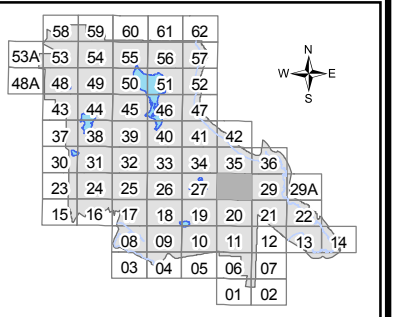 58 59 60 61 62
N
53A 53 54 55 56 57
W E
48A 48 49 50 51 52
S
43 44 45 46 47
37 38 39 40 41 42
30 31 32 33 34 35 36
23 24 25 26 27 29 29A
15 16 17 18 19 20 21 22
08 09 10 11 12 13 14
03 04 05 06 07
01 02